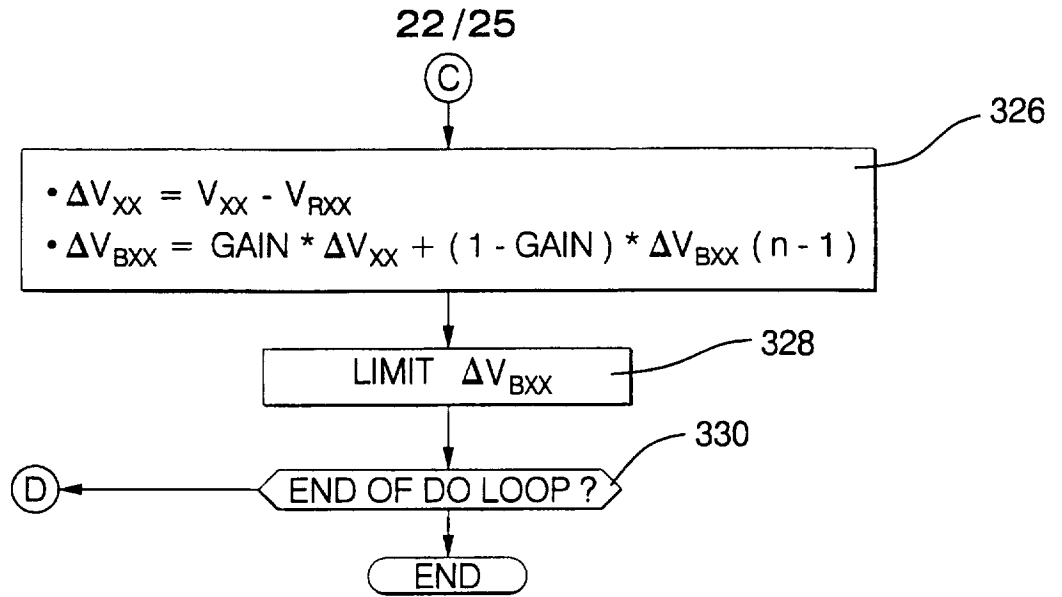 22/25
C
326
• ΔV_XX = V_XX - V_RXX
• ΔV_BXX = GAIN * ΔV_XX + ( 1 - GAIN ) * ΔV_BXX ( n - 1 )
LIMIT ΔV_BXX
328
330
D
END OF DO LOOP ?
END